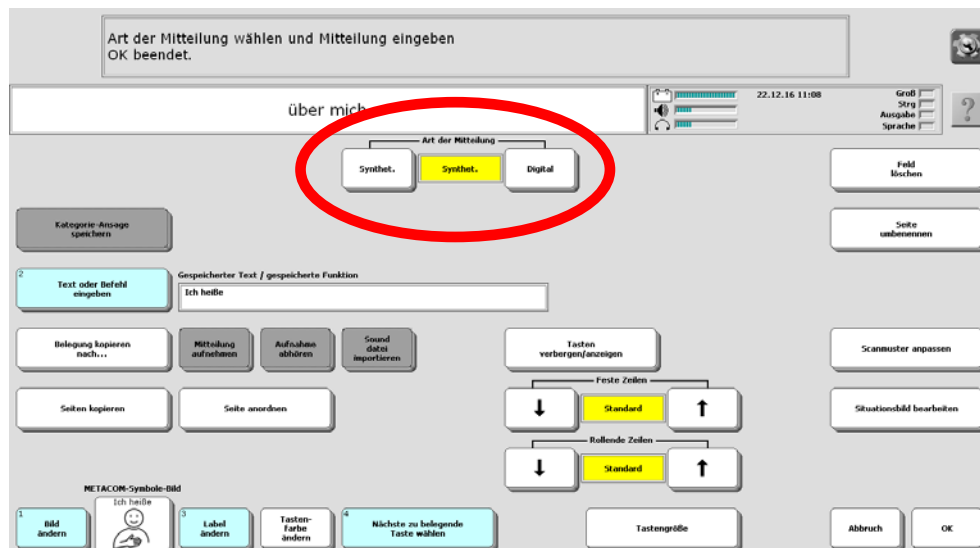 Art der Mitteilung wählen und Mitteilung eingeben
OK beendet.
über mich
22.12.16 11:08
Groß
Strg
Ausgabe
Sprache
?
Art der Mitteilung
Synthet.
Synthet.
Digital
Feld
löschen
Kategorie-Ansage
speichern
Seite
umbenennen
2
Text oder Befehl
eingeben
Gespeicherter Text / gespeicherte Funktion
Ich heiße
Belegung kopieren
nach...
Mitteilung
aufnehmen
Aufnahme
abhören
Sound
datei
importieren
Tasten
verbergen/anzeigen
Scanmuster anpassen
Feste Zeilen
Seiten kopieren
Seite anordnen
↓
Standard
↑
Situationsbild bearbeiten
Rollende Zeilen
↓
Standard
↑
METACOM-Symbole-Bild
1
Bild
ändern
Ich heiße
3
Label
ändern
Tasten-
farbe
ändern
4
Nächste zu belegende
Taste wählen
Tastengröße
Abbruch
OK